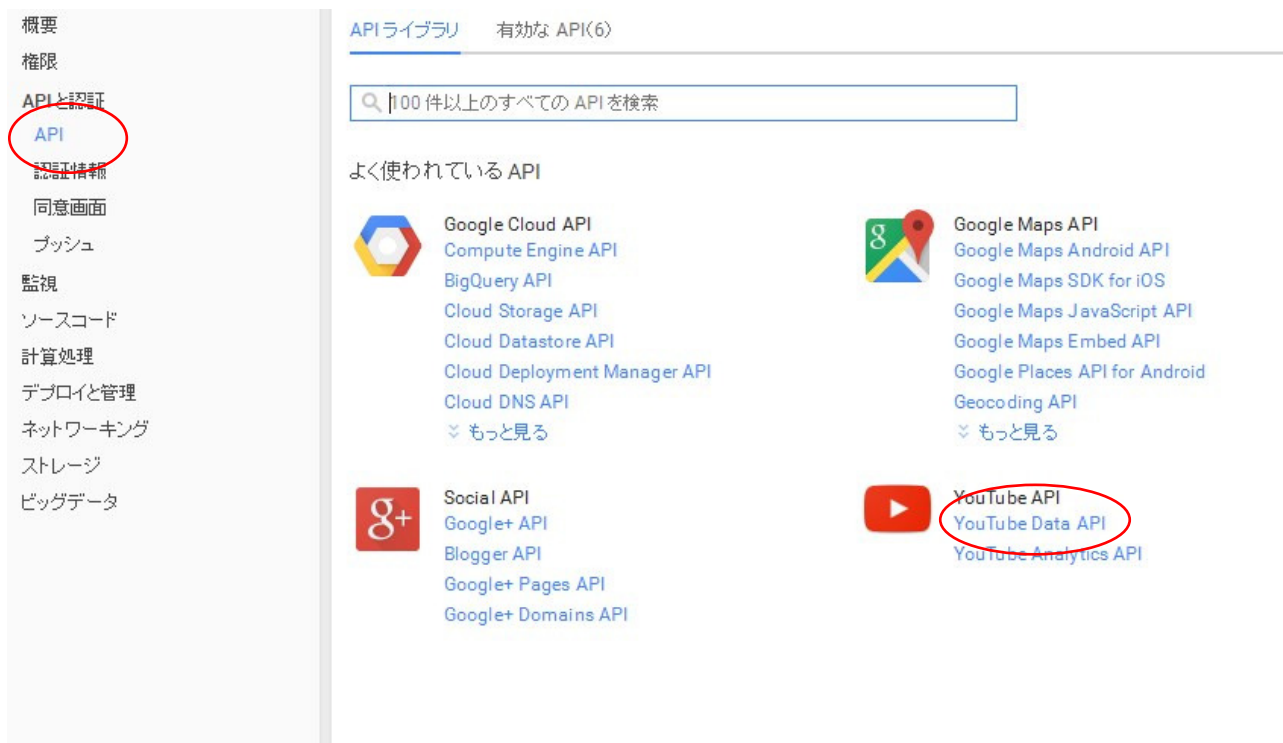 概要
権限
APIと認証
API
認証情報
同意画面
プッシュ
監視
ソースコード
計算処理
デプロイと管理
ネットワーキング
ストレージ
ビッグデータ
APIライブラリ 有効な API(6)
100 件以上のすべての API を検索
よく使われている API
Google Cloud API
Compute Engine API
BigQuery API
Cloud Storage API
Cloud Datastore API
Cloud Deployment Manager API
Cloud DNS API
もっと見る
g
Google Maps API
Google Maps Android API
Google Maps SDK for iOS
Google Maps JavaScript API
Google Maps Embed API
Google Places API for Android
Geocoding API
もっと見る
g+
Social API
Google+ API
Blogger API
Google+ Pages API
Google+ Domains API
YouTube API
YouTube Data API
YouTube Analytics API